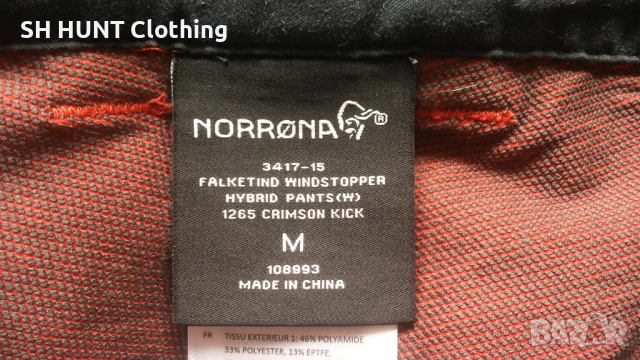 SH HUNT Clothing
NORRØNA ®
3417-15
FALKETIND WINDSTOPPER
HYBRID PANTS(W)
1265 CRIMSON KICK
M
108993
MADE IN CHINA
FR TISSU EXTERIEUR 1: 46% POLYAMIDE
33% POLYESTER, 13% EPTFE,